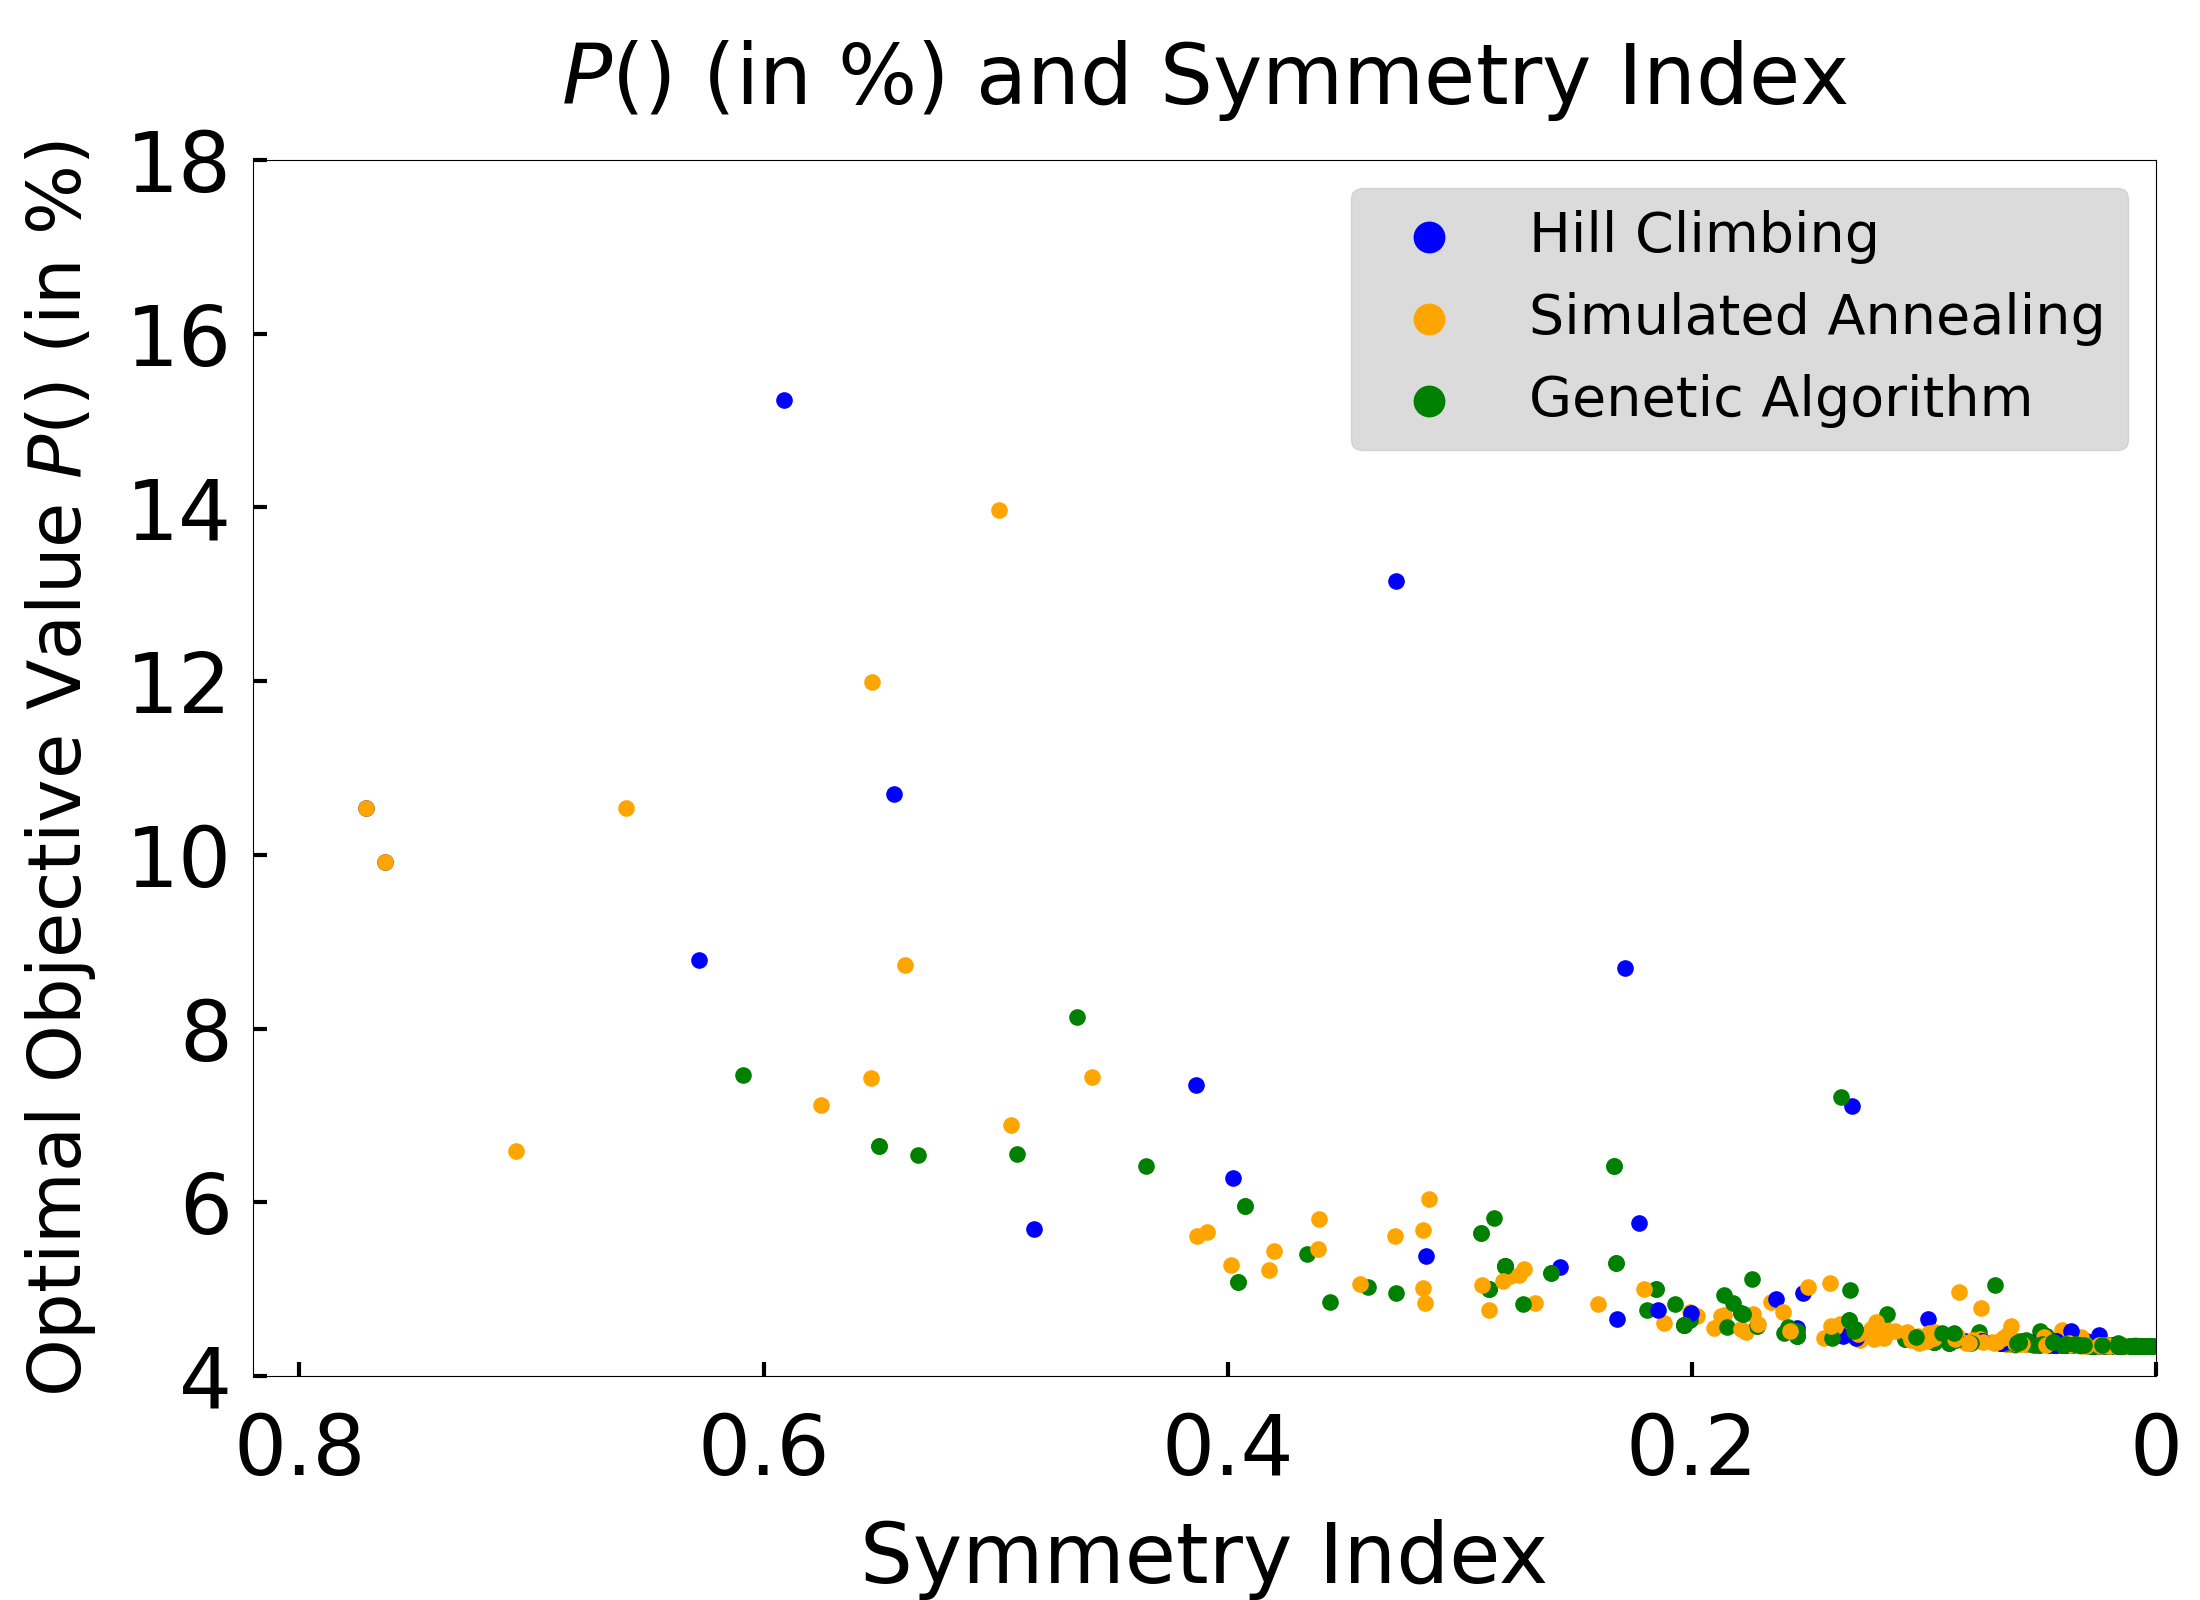 P() (in %) and Symmetry Index
Optimal Objective Value P() (in %)
18
16
14
12
10
8
6
4
Hill Climbing
Simulated Annealing
Genetic Algorithm
0.8 0.6 0.4 0.2 0
Symmetry Index